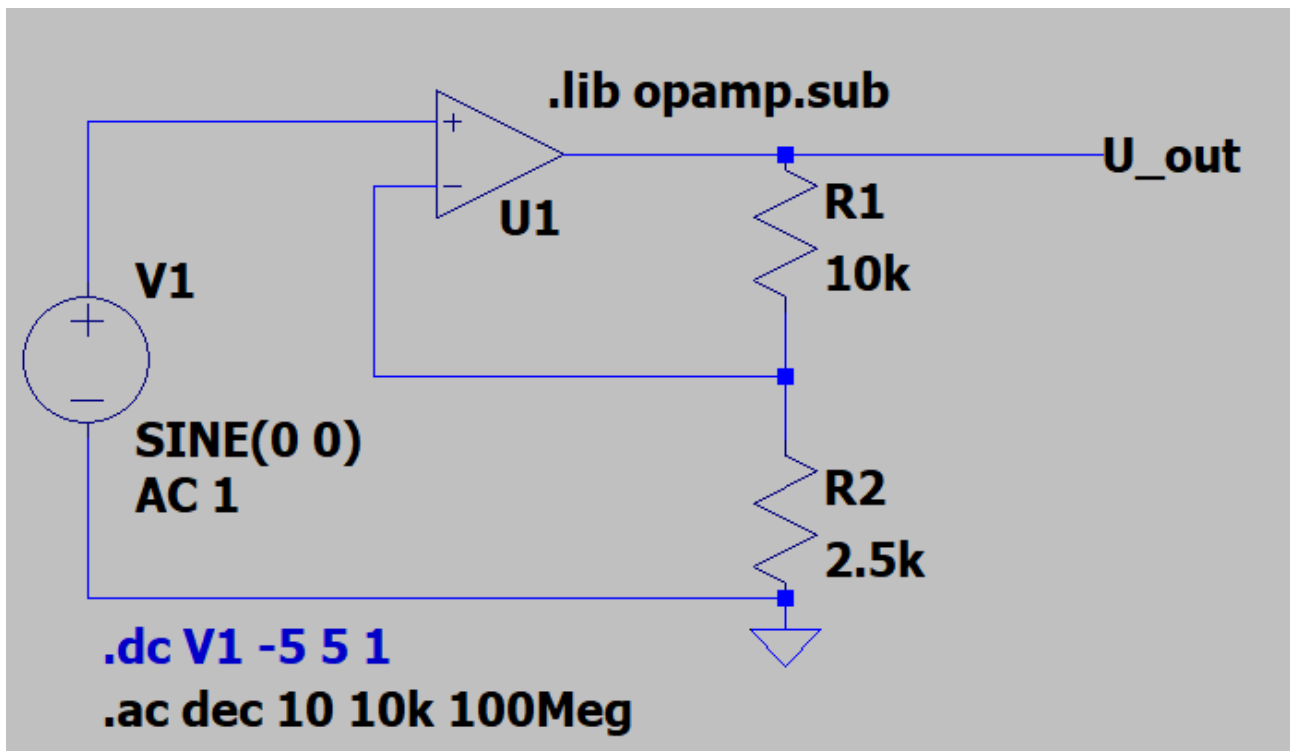 .lib opamp.sub
U_out
U1
R1
10k
V1
SINE(0 0)
AC 1
R2
2.5k
.dc V1 -5 5 1
.ac dec 10 10k 100Meg